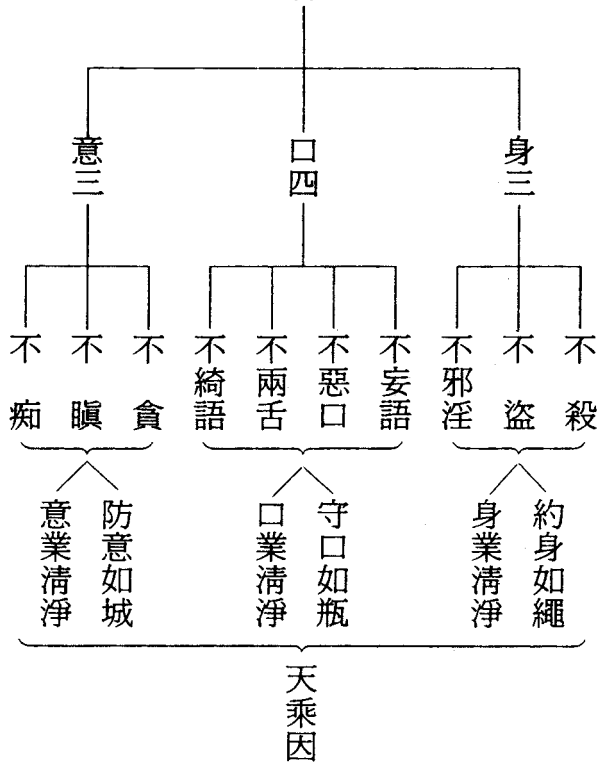 身三
口四
意三
不殺
不盜
不邪淫
不妄語
不惡口
不兩舌
不綺語
不貪
不瞋
不痴
約身如繩
身業清淨
守口如瓶
口業清淨
防意如城
意業清淨
天乘因